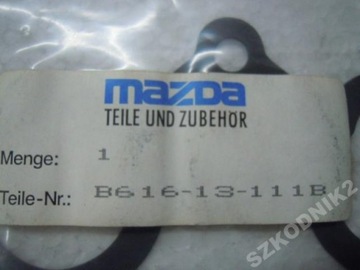 mazda
TEILE UND ZUBEHÖR
Menge: 1
Teile-Nr.: B616-13-111B
SZKODNIK2